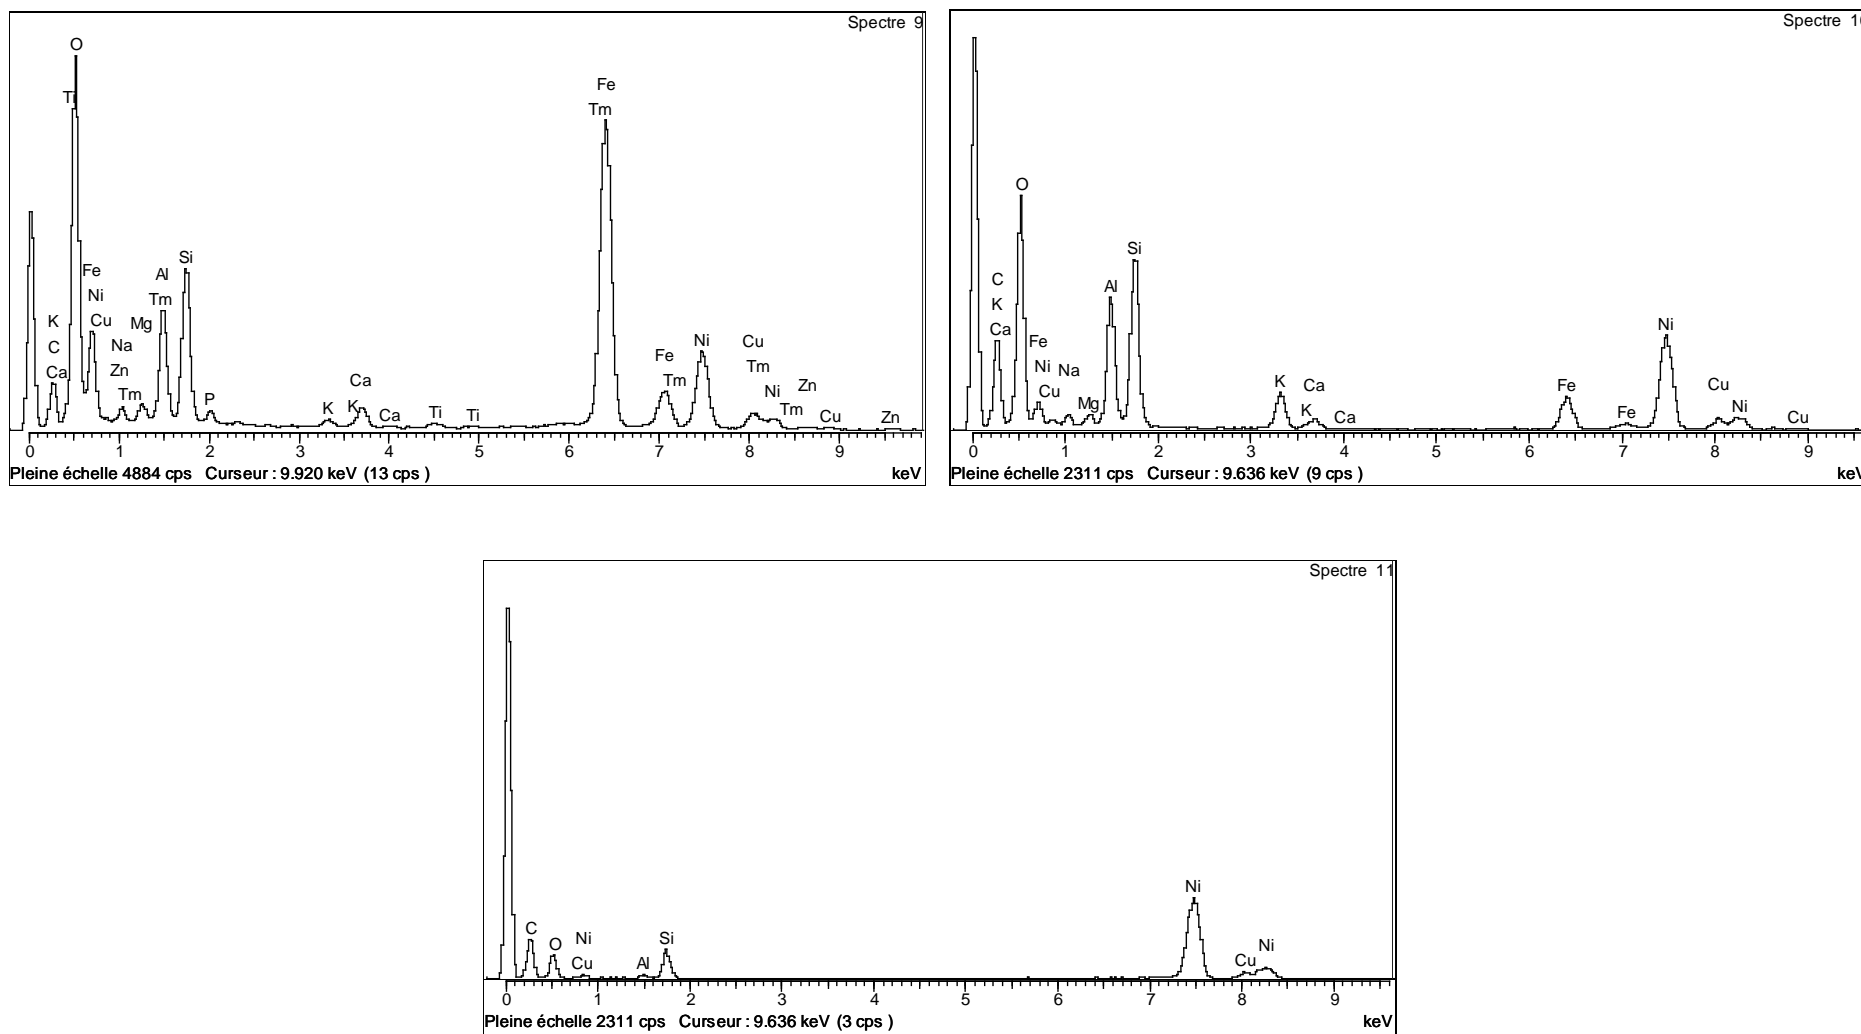 Spectre 9
O
Ti
Fe
Tm
Si
Fe
Al
Ni
Tm
K
Cu
Mg
C
Na
Ca
Zn
Tm
P
K
Ca
K
Ca
Ti
Ti
Fe
Tm
Ni
Cu
Tm
Ni
Zn
Tm
Cu
Zn
0 1 2 3 4 5 6 7 8 9
Pleine échelle 4884 cps Curseur : 9.920 keV (13 cps )
keV
Spectre 10
O
C
K
Ca
Fe
Ni
Cu
Na
Mg
Al
Si
K
Ca
K
Ca
Fe
Fe
Ni
Cu
Ni
Cu
0 1 2 3 4 5 6 7 8 9
Pleine échelle 2311 cps Curseur : 9.636 keV (9 cps )
keV
Spectre 11
C
O
Ni
Cu
Al
Si
Ni
Cu
Ni
0 1 2 3 4 5 6 7 8 9
Pleine échelle 2311 cps Curseur : 9.636 keV (3 cps )
keV